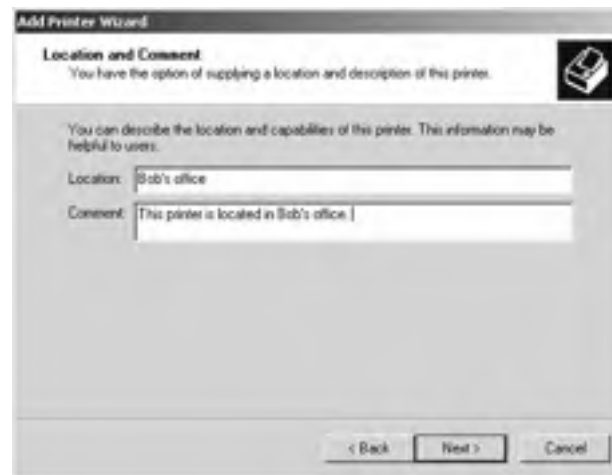 Add Printer Wizard
Location and Comment
You have the option of supplying a location and description of this printer.
You can describe the location and capabilities of this printer. This information may be
helpful to users.
Location: Bob's office
Comment: This printer is located in Bob's office.
< Back Next > Cancel